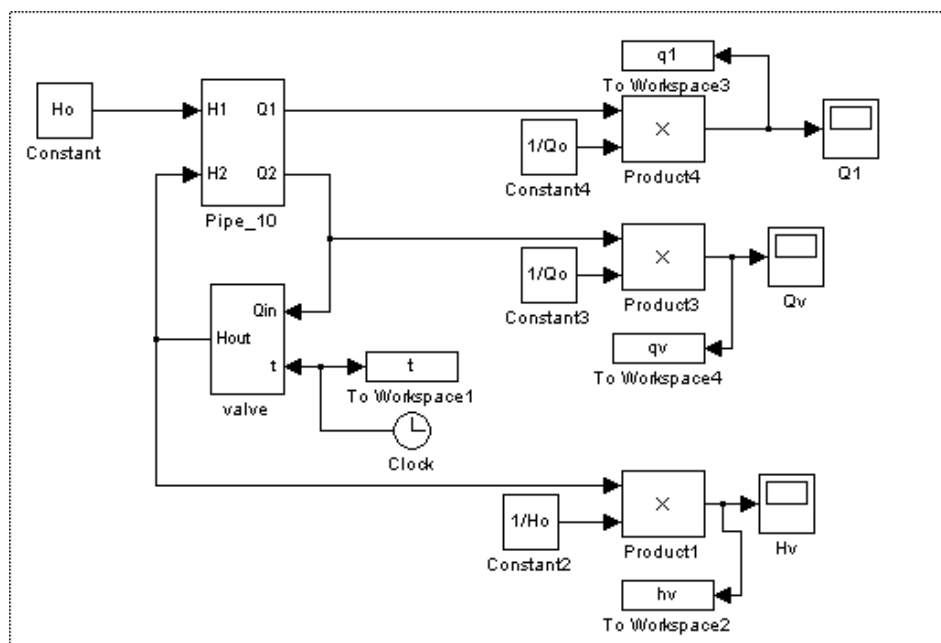 q1
To Workspace3
Ho
Constant
H1
Q1
H2
Q2
Pipe_10
1/Qo
Constant4
×
Product4
Q1
1/Qo
Constant3
×
Product3
Qv
qv
To Workspace4
Qin
Hout
t
valve
t
To Workspace1
Clock
1/Ho
Constant2
×
Product1
Hv
hv
To Workspace2